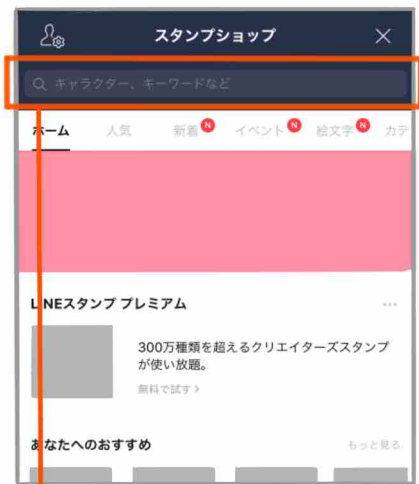 スタンプショップ
キャラクター、キーワードなど
ホーム 人気 新着 N イベント N 絵文字 N カテ
LINEスタンプ プレミアム
300万種類を超えるクリエイターズスタンプ
が使い放題。
無料で試す >
あなたへのおすすめ もっと見る